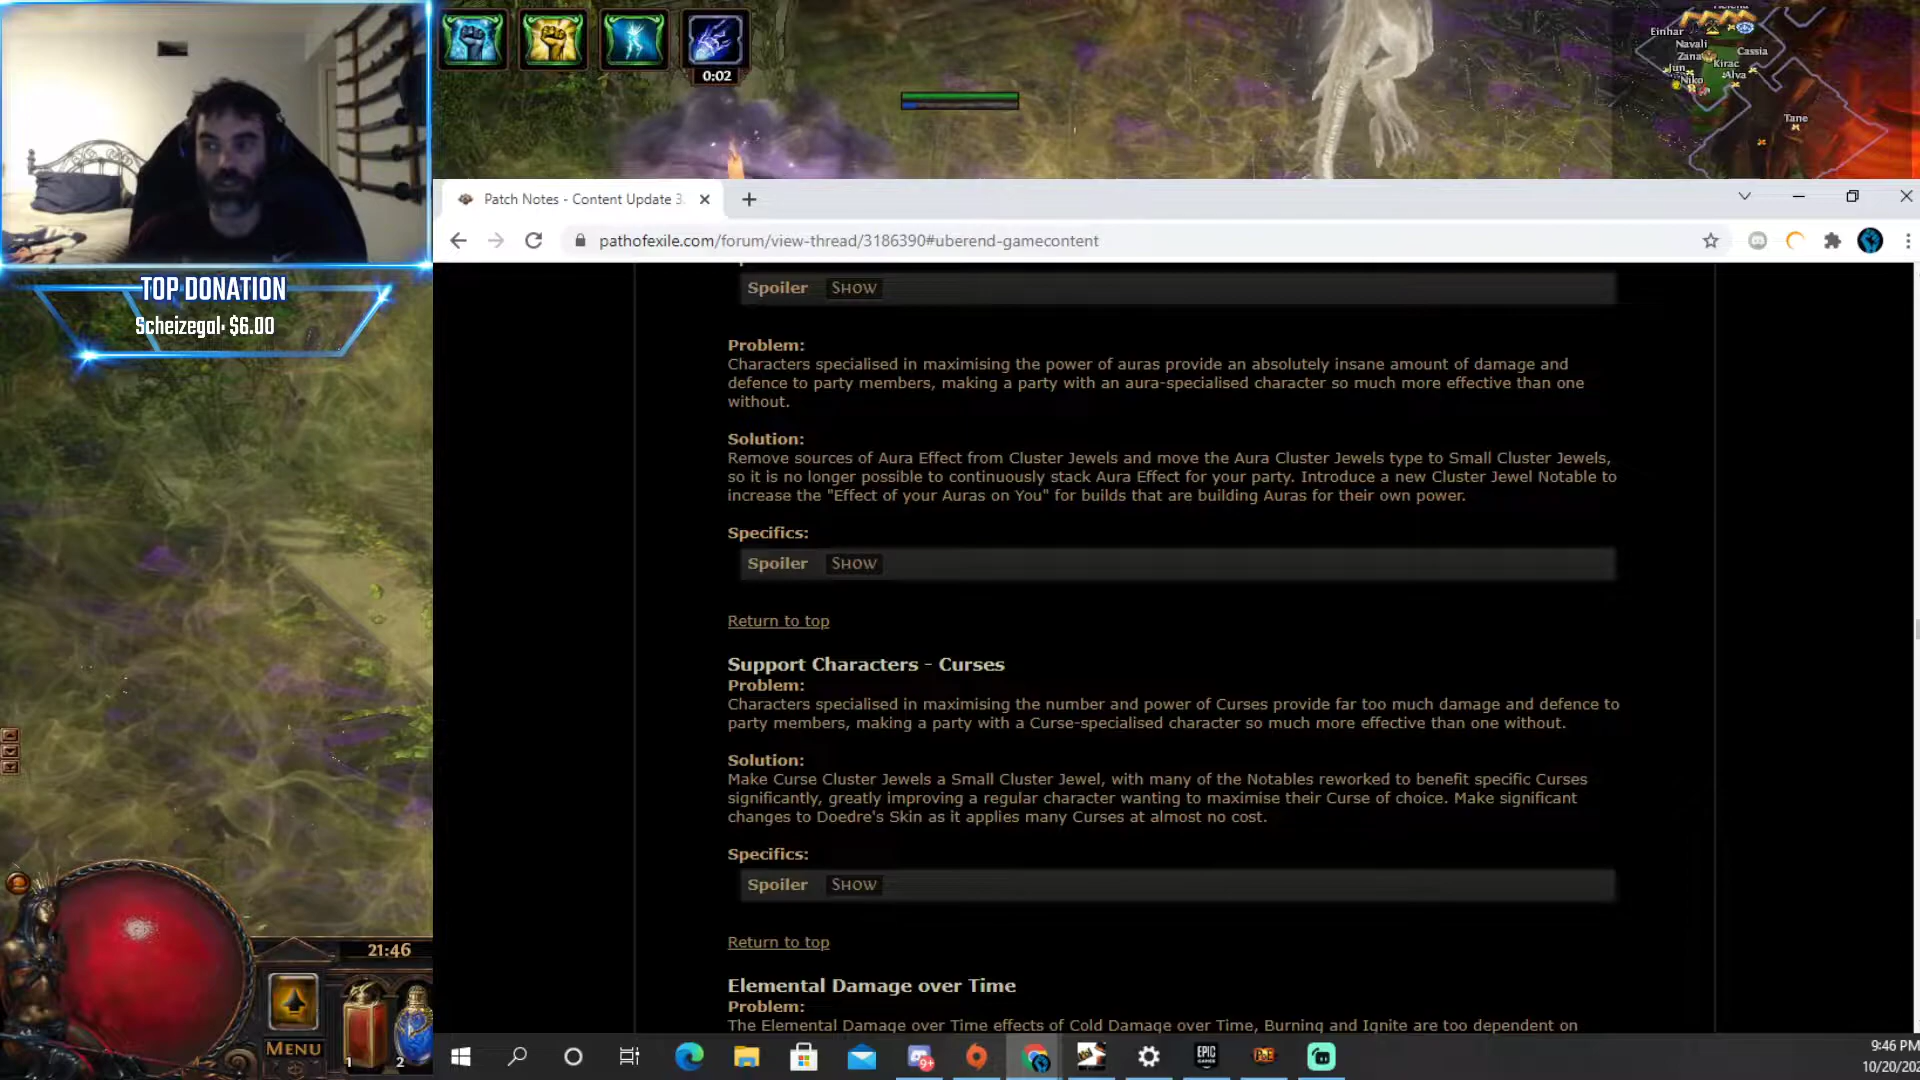 0:02
Helena
Einhar
Navali
Cassia
Zana
Kirac
Jun
Alva
Niko
Tane
TOP DONATION
Scheizegal: $6.00
Patch Notes - Content Update 3
pathofexile.com/forum/view-thread/3186390#uberend-gamecontent
Spoiler SHOW
Problem:
Characters specialised in maximising the power of auras provide an absolutely insane amount of damage and
defence to party members, making a party with an aura-specialised character so much more effective than one
without.
Solution:
Remove sources of Aura Effect from Cluster Jewels and move the Aura Cluster Jewels type to Small Cluster Jewels,
so it is no longer possible to continuously stack Aura Effect for your party. Introduce a new Cluster Jewel Notable to
increase the "Effect of your Auras on You" for builds that are building Auras for their own power.
Specifics:
Spoiler SHOW
Return to top
Support Characters - Curses
Problem:
Characters specialised in maximising the number and power of Curses provide far too much damage and defence to
party members, making a party with a Curse-specialised character so much more effective than one without.
Solution:
Make Curse Cluster Jewels a Small Cluster Jewel, with many of the Notables reworked to benefit specific Curses
significantly, greatly improving a regular character wanting to maximise their Curse of choice. Make significant
changes to Doedre's Skin as it applies many Curses at almost no cost.
Specifics:
Spoiler SHOW
Return to top
Elemental Damage over Time
Problem:
The Elemental Damage over Time effects of Cold Damage over Time, Burning and Ignite are too dependent on
21:46
MENU
1
2
9+
EPIC
GAMES
PoE
9:46 PM
10/20/202